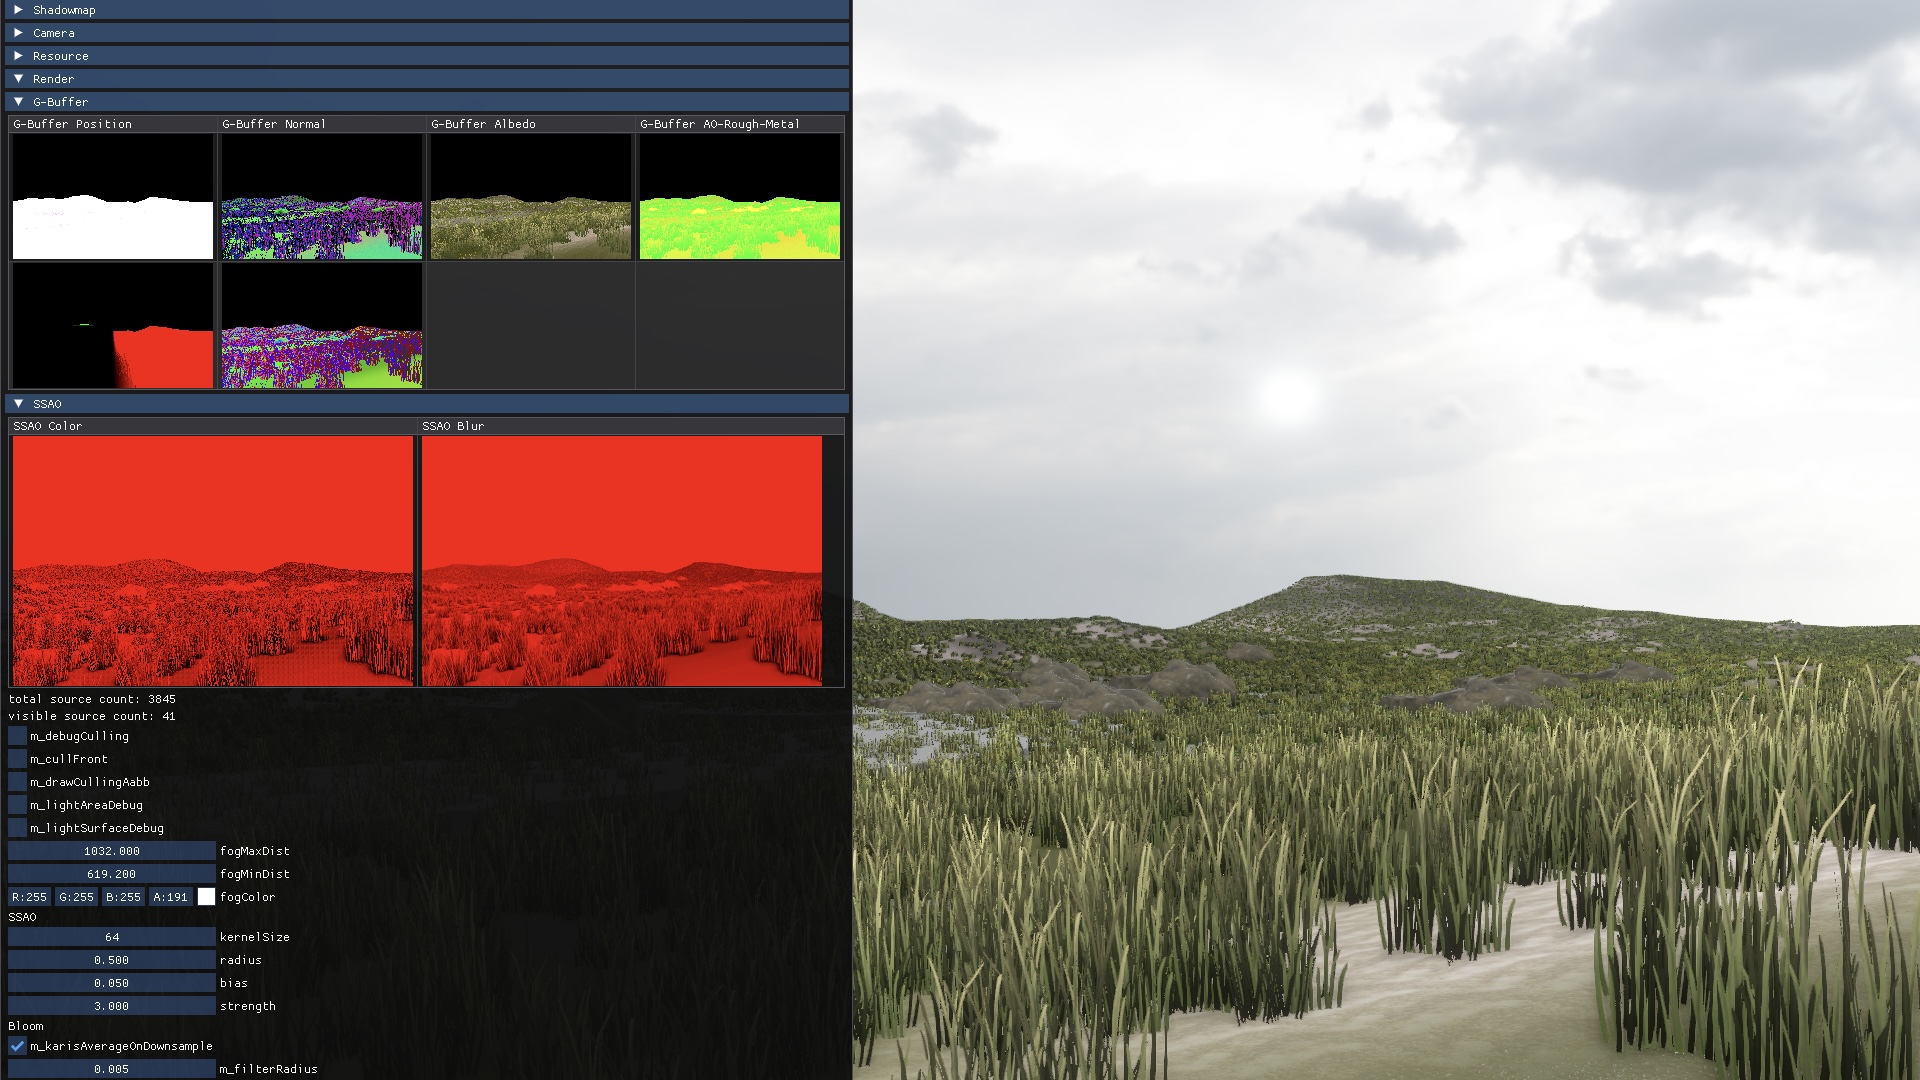 Shadowmap
Camera
Resource
Render
G-Buffer
G-Buffer Position G-Buffer Normal G-Buffer Albedo G-Buffer AO-Rough-Metal
SSAO
SSAO Color SSAO Blur
total source count: 3845
visible source count: 41
m_debugCulling
m_cullFront
m_drawCullingAabb
m_lightAreaDebug
m_lightSurfaceDebug
1032.000 fogMaxDist
619.200 fogMinDist
R:255 G:255 B:255 A:191 fogColor
SSAO
64 kernelSize
0.500 radius
0.050 bias
3.000 strength
Bloom
m_karisAverageOnDownsample
0.005 m_filterRadius